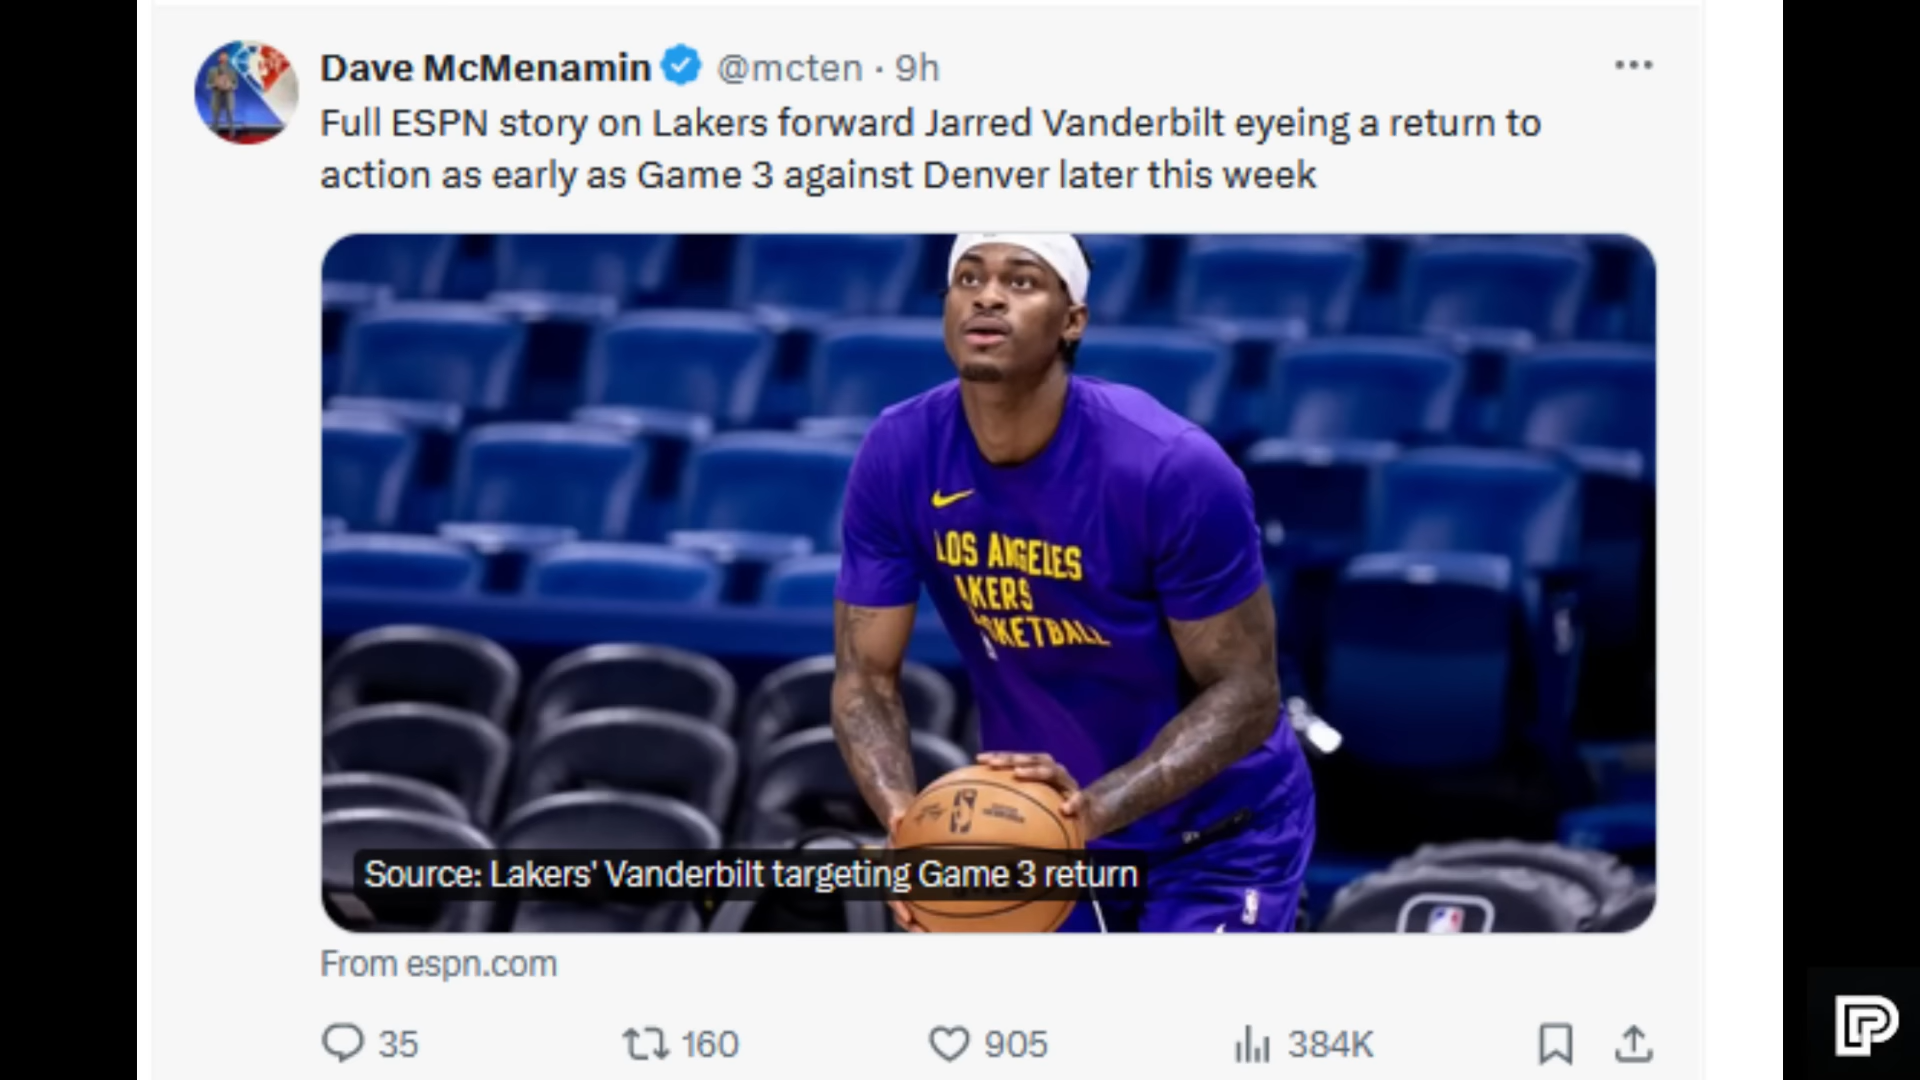 Dave McMenamin @mcten · 9h
Full ESPN story on Lakers forward Jarred Vanderbilt eyeing a return to
action as early as Game 3 against Denver later this week
LOS ANGELES
AKERS
KETBALL
Source: Lakers' Vanderbilt targeting Game 3 return
From espn.com
35 160 905 384K